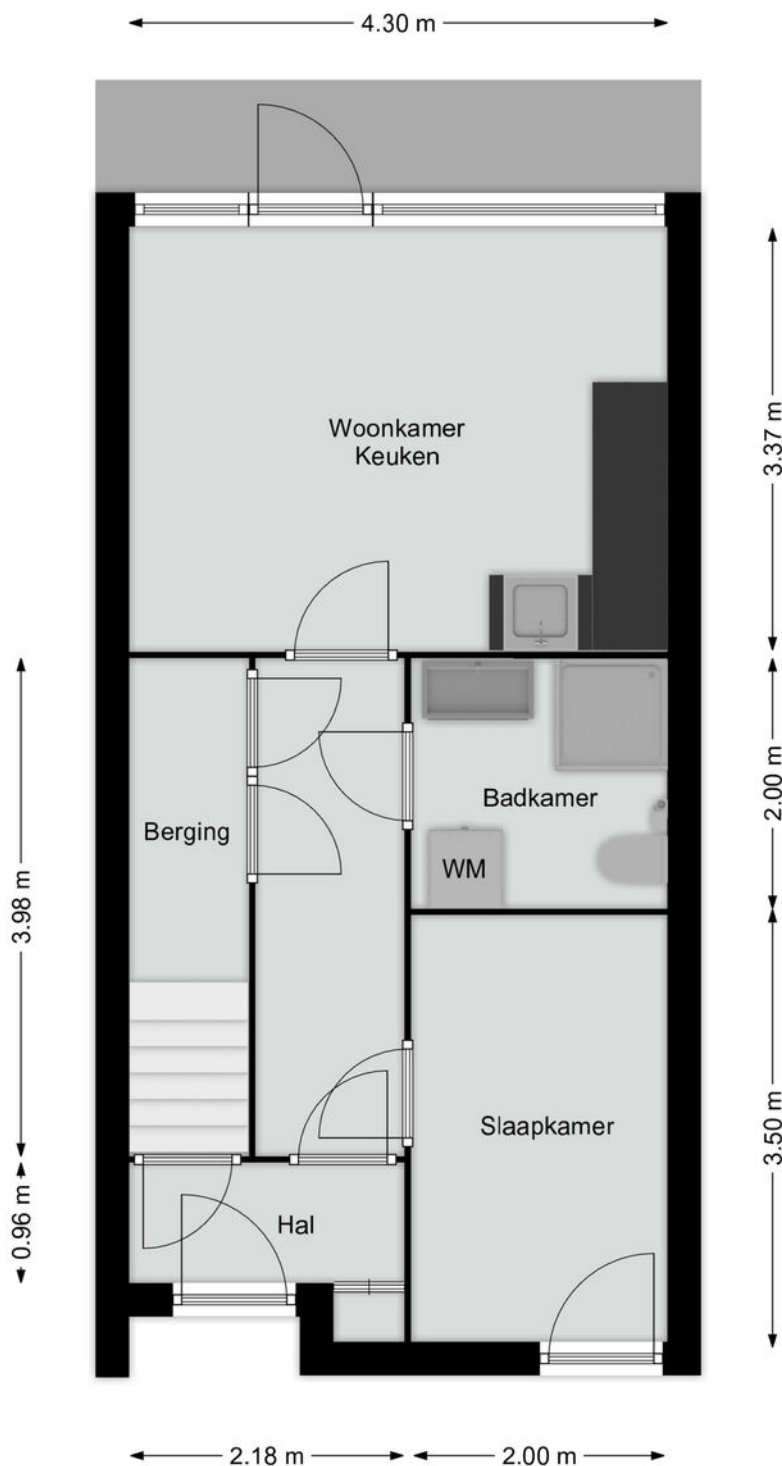 4.30 m
Woonkamer
Keuken
3.37 m
Berging
Badkamer
WM
2.00 m
3.98 m
Slaapkamer
3.50 m
Hal
0.96 m
2.18 m
2.00 m